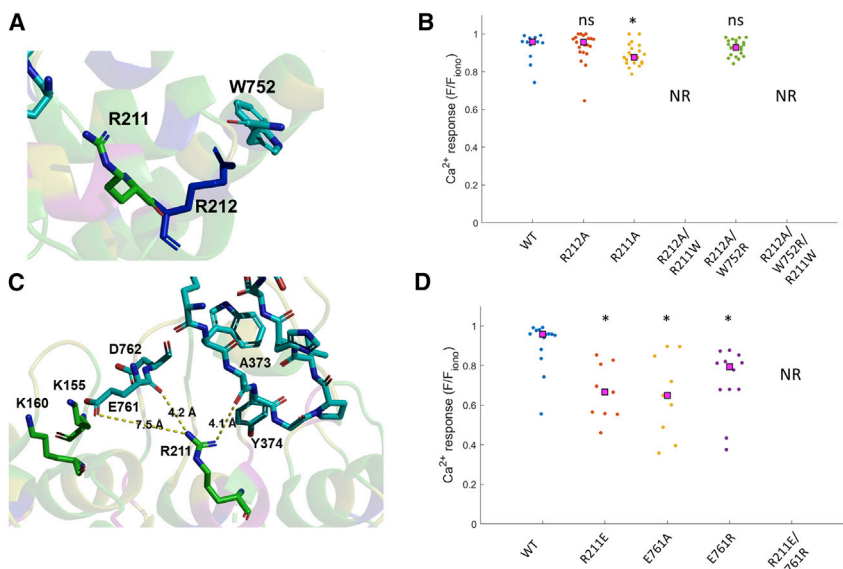 A
W752
R211
R212
B
Ca2+ response (F/Fiono)
1
0.8
0.6
0.4
0.2
0
ns
*
NR
ns
NR
WT
R212A
R211A
R212A/
R211W
R212A/
W752R
R212A/
W752R/
R211W
C
D762
A373
K155
K160
E761
4.2 A
4.1 A
7.5 A
R211
Y374
D
Ca2+ response (F/Fiono)
1
0.8
0.6
0.4
0.2
0
*
*
*
NR
WT
R211E
E761A
E761R
R211E/
761R